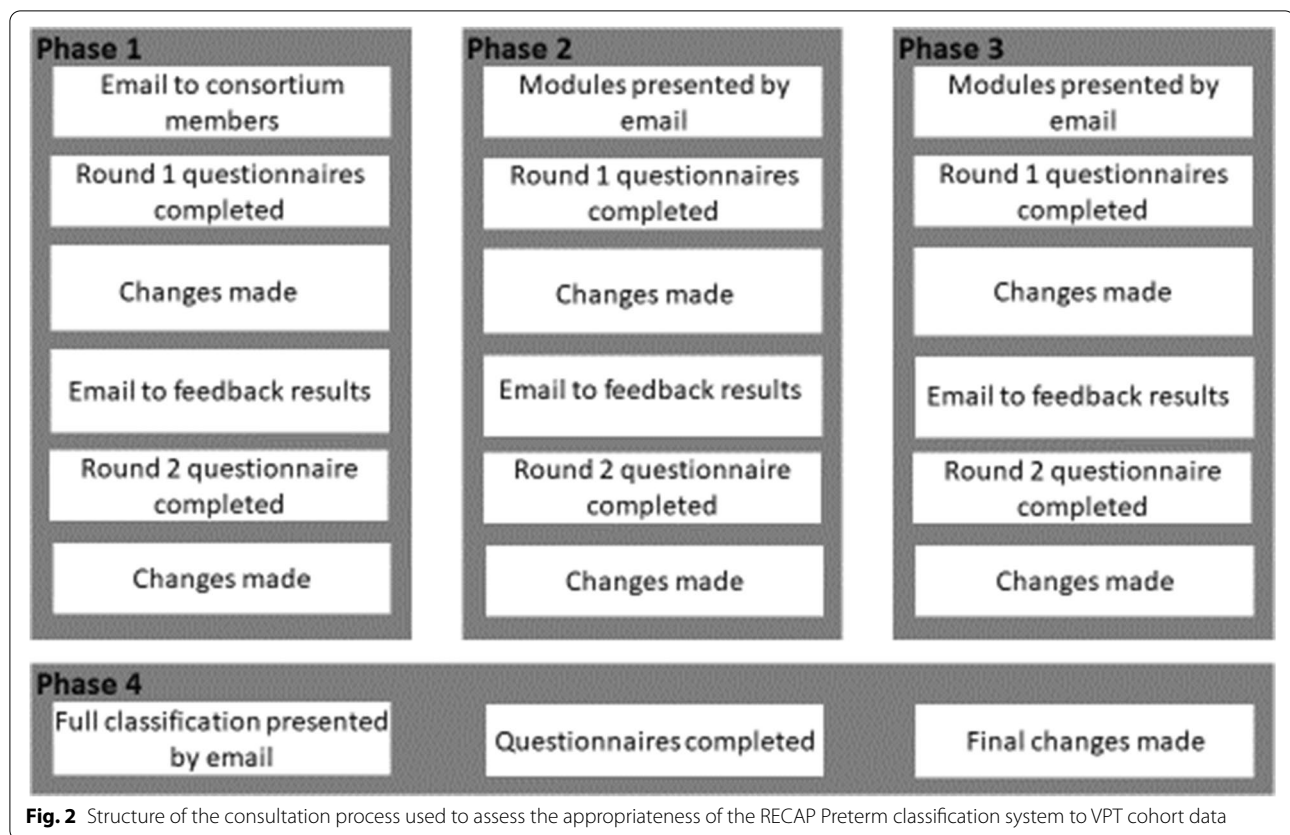 Phase 1
Email to consortium
members
Round 1 questionnaires
completed
Changes made
Email to feedback results
Round 2 questionnaire
completed
Changes made
Phase 2
Modules presented by
email
Round 1 questionnaires
completed
Changes made
Email to feedback results
Round 2 questionnaire
completed
Changes made
Phase 3
Modules presented by
email
Round 1 questionnaires
completed
Changes made
Email to feedback results
Round 2 questionnaire
completed
Changes made
Phase 4
Full classification presented
by email
Questionnaires completed
Final changes made
Fig. 2 Structure of the consultation process used to assess the appropriateness of the RECAP Preterm classification system to VPT cohort data